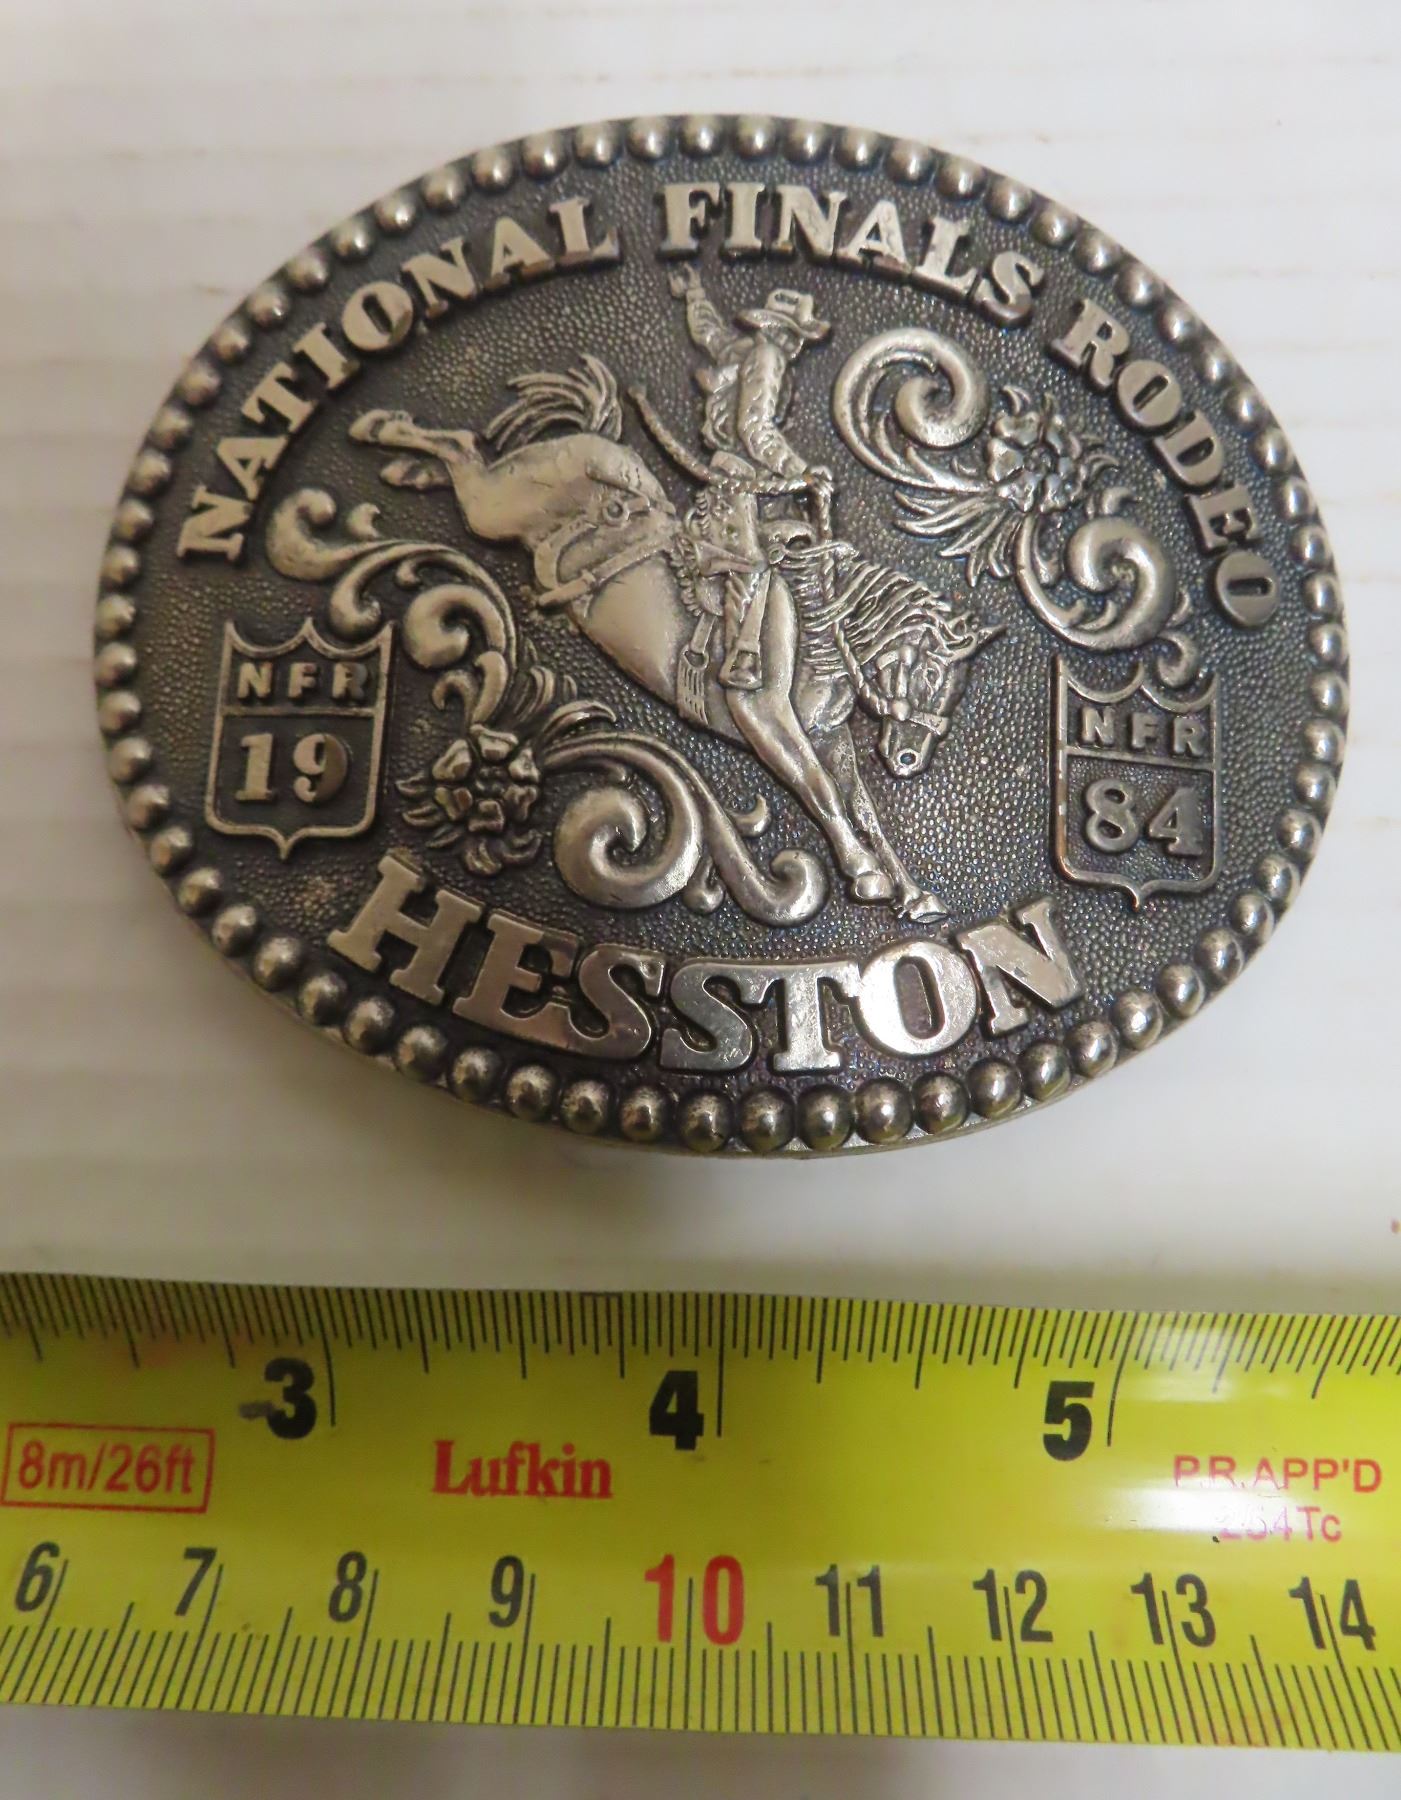 NATIONAL FINALS RODEO
NFR
19
NFR
84
HESSTON
3 4 5
8m/26ft Lufkin P.R.APP'D
254Tc
6 7 8 9 10 11 12 13 14